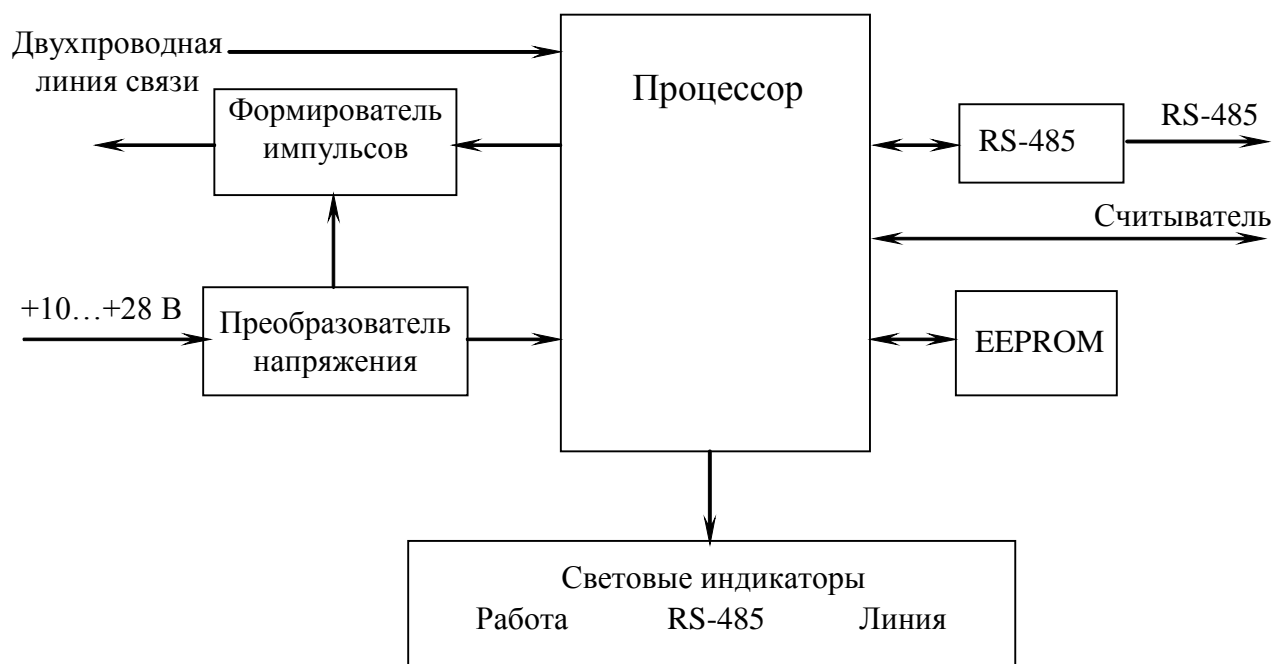 Двухпроводная
линия связи
Формирователь
импульсов
Процессор
RS-485
RS-485
Считыватель
+10…+28 В
Преобразователь
напряжения
EEPROM
Световые индикаторы
Работа RS-485 Линия